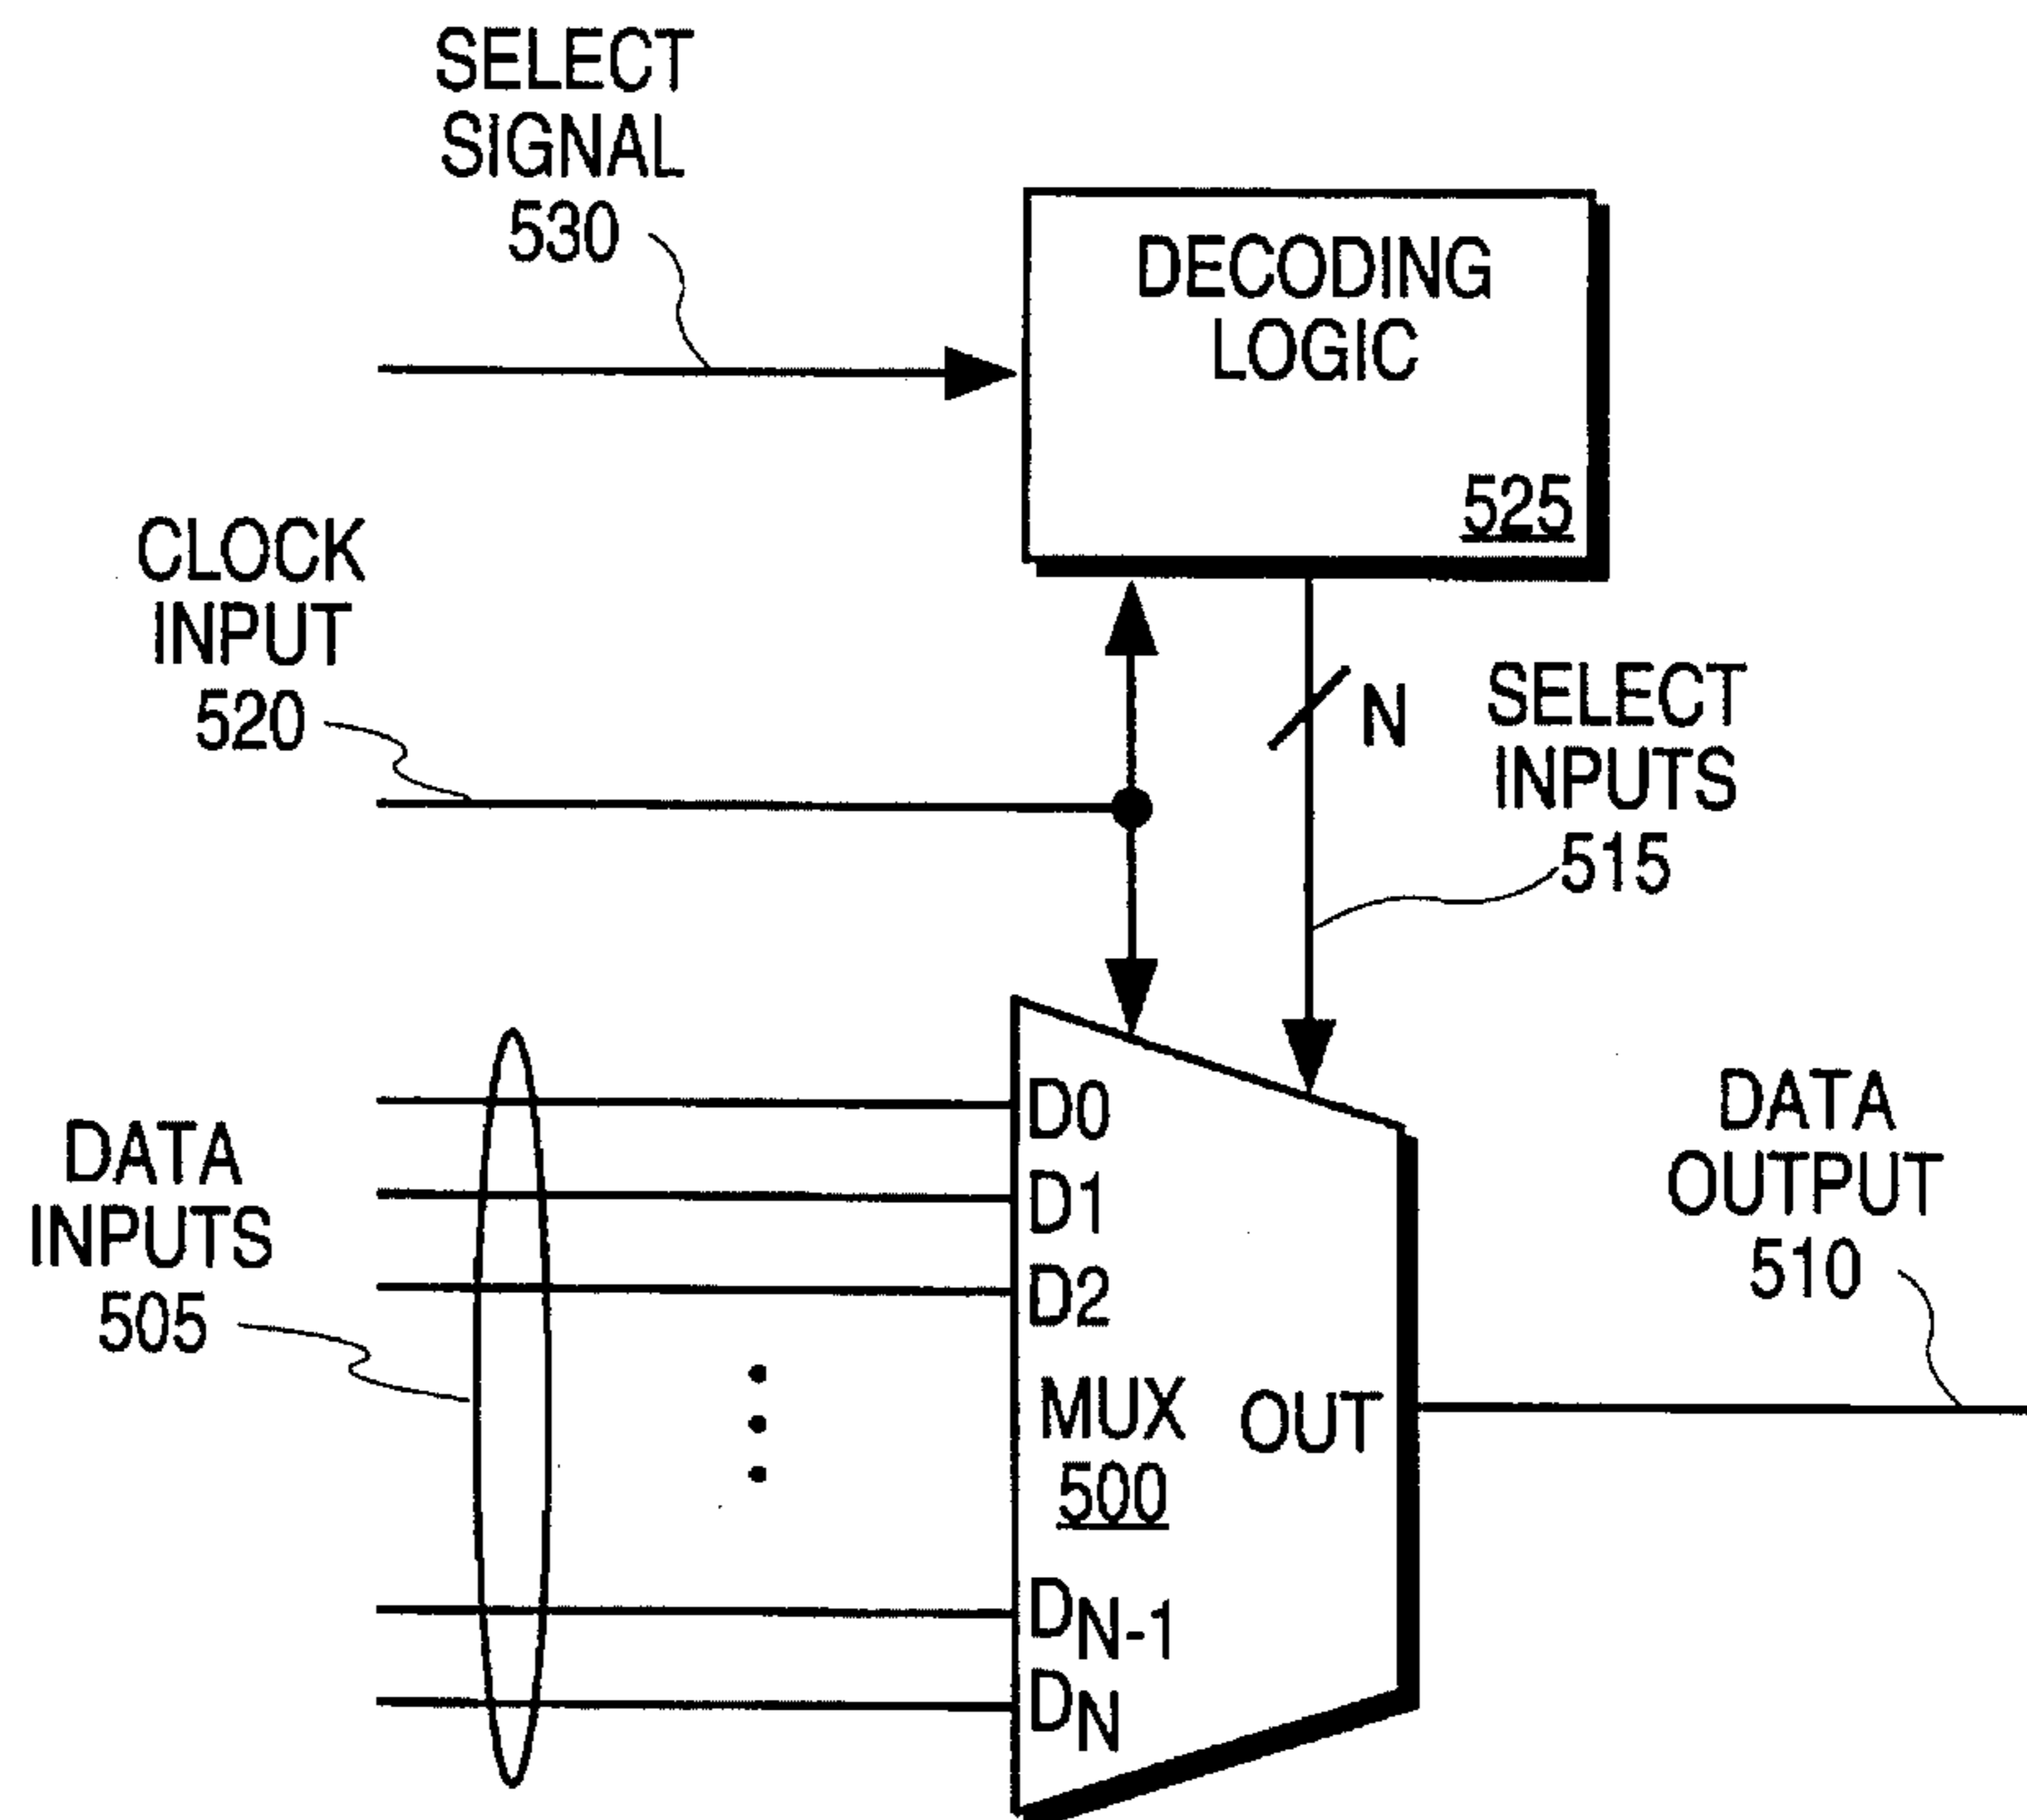 SELECT
SIGNAL
530
DECODING
LOGIC
525
CLOCK
INPUT
520
N
SELECT
INPUTS
515
DATA
INPUTS
505
D0
D1
D2
MUX
500
OUT
DN-1
DN
DATA
OUTPUT
510